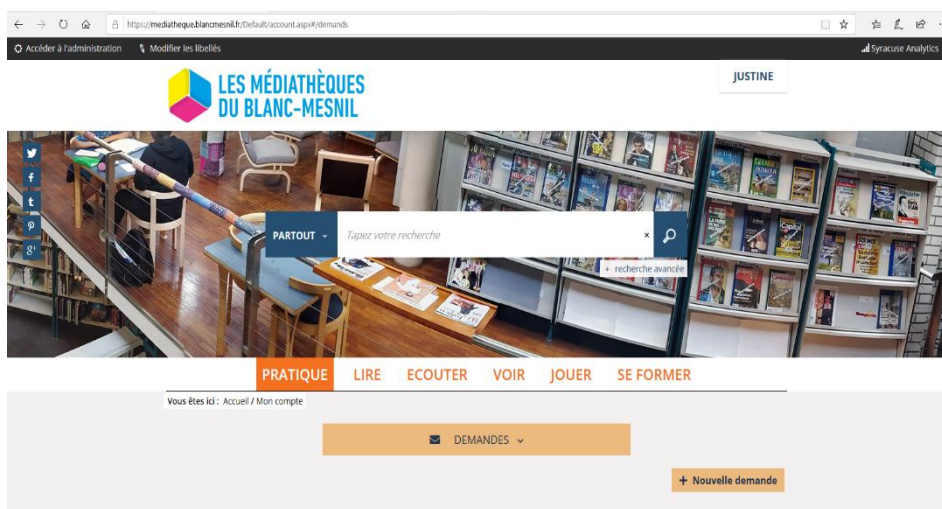 https://mediatheque.blancmesnil.fr/Default/account.aspx#/demands
Accéder à l'administration Modifier les libellés Syracuse Analytics
LES MÉDIATHÈQUES
DU BLANC-MESNIL
JUSTINE
PARTOUT Tapez votre recherche ×
+ recherche avancée
PRATIQUE LIRE ECOUTER VOIR JOUER SE FORMER
Vous êtes ici : Accueil / Mon compte
DEMANDES
+ Nouvelle demande